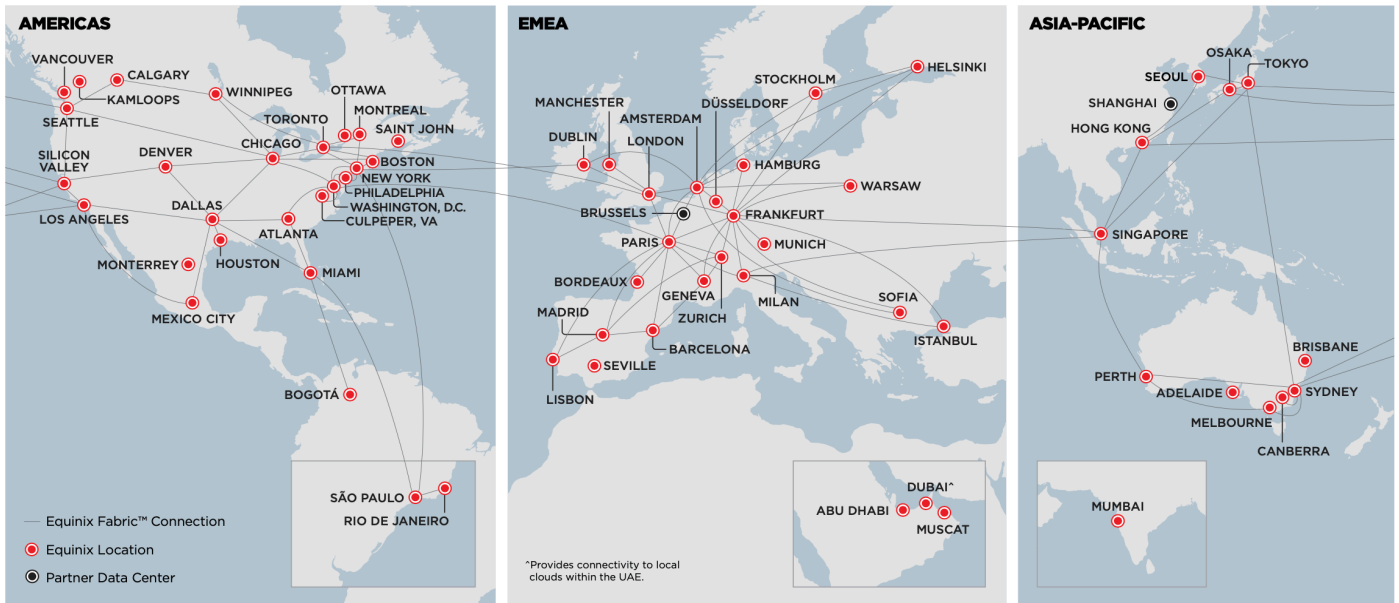 AMERICAS
VANCOUVER
CALGARY
KAMLOOPS
SEATTLE
WINNIPEG
OTTAWA
MONTREAL
TORONTO
SAINT JOHN
CHICAGO
BOSTON
SILICON
VALLEY
DENVER
NEW YORK
PHILADELPHIA
WASHINGTON, D.C.
CULPEPER, VA
LOS ANGELES
DALLAS
ATLANTA
HOUSTON
MONTERREY
MIAMI
MEXICO CITY
BOGOTÁ
SÃO PAULO
RIO DE JANEIRO
Equinix Fabric™ Connection
Equinix Location
Partner Data Center
EMEA
HELSINKI
STOCKHOLM
MANCHESTER
DÜSSELDORF
AMSTERDAM
DUBLIN
LONDON
HAMBURG
WARSAW
BRUSSELS
FRANKFURT
PARIS
MUNICH
BORDEAUX
GENEVA
MILAN
SOFIA
MADRID
ZURICH
ISTANBUL
BARCELONA
SEVILLE
LISBON
DUBAI^
ABU DHABI
MUSCAT
^Provides connectivity to local
clouds within the UAE.
ASIA-PACIFIC
OSAKA
TOKYO
SEOUL
SHANGHAI
HONG KONG
SINGAPORE
BRISBANE
PERTH
ADELAIDE
SYDNEY
MELBOURNE
CANBERRA
MUMBAI